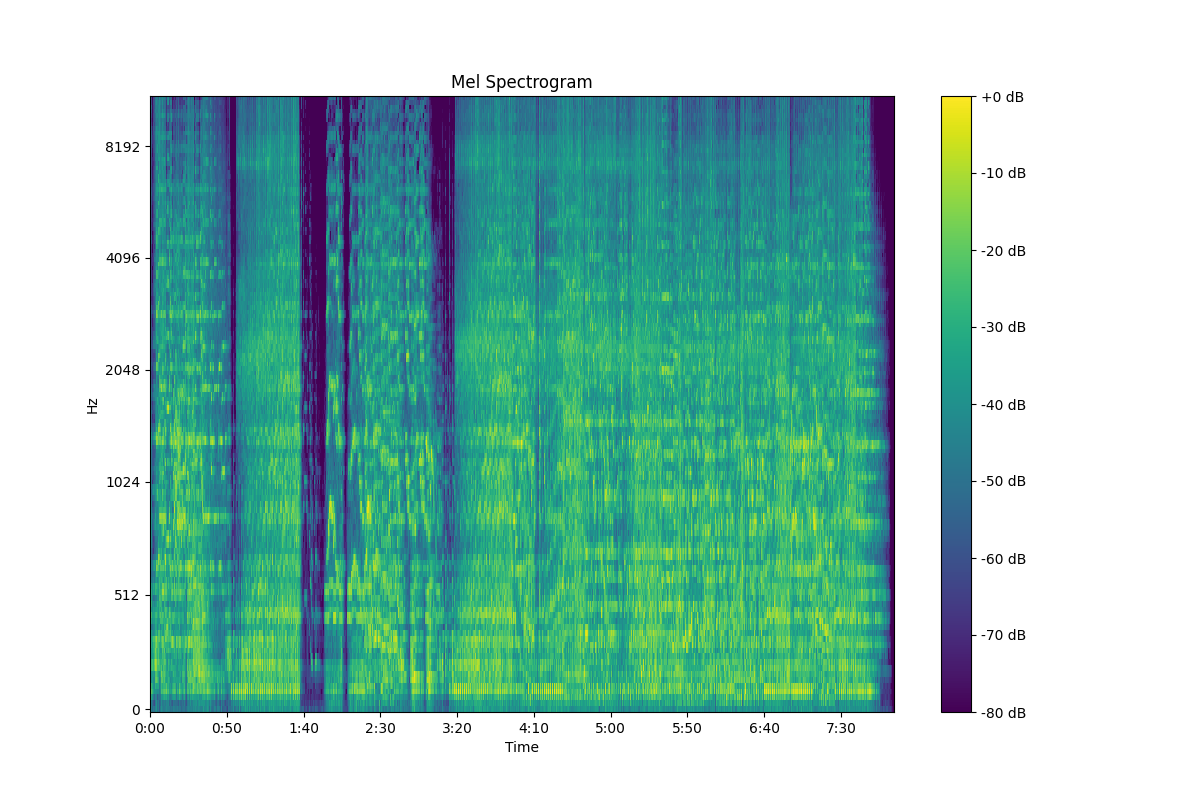 Mel Spectrogram
+0 dB
8192
-10 dB
-20 dB
4096
-30 dB
2048
-40 dB
Hz
1024
-50 dB
-60 dB
512
-70 dB
0
-80 dB
0:00 0:50 1:40 2:30 3:20 4:10 5:00 5:50 6:40 7:30
Time